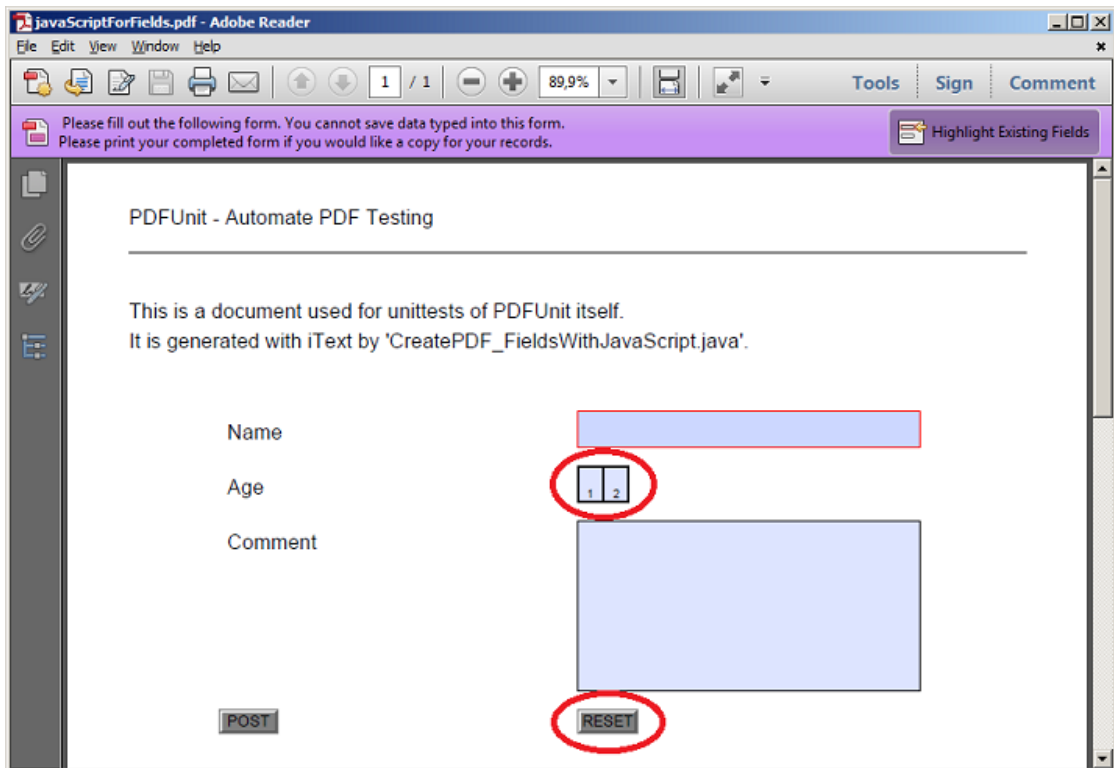 javaScriptForFields.pdf - Adobe Reader
File Edit View Window Help
1 / 1 89,9% Tools Sign Comment
Please fill out the following form. You cannot save data typed into this form.
Please print your completed form if you would like a copy for your records.
Highlight Existing Fields
PDFUnit - Automate PDF Testing
This is a document used for unittests of PDFUnit itself.
It is generated with iText by 'CreatePDF_FieldsWithJavaScript.java'.
Name
Age 1 2
Comment
POST RESET